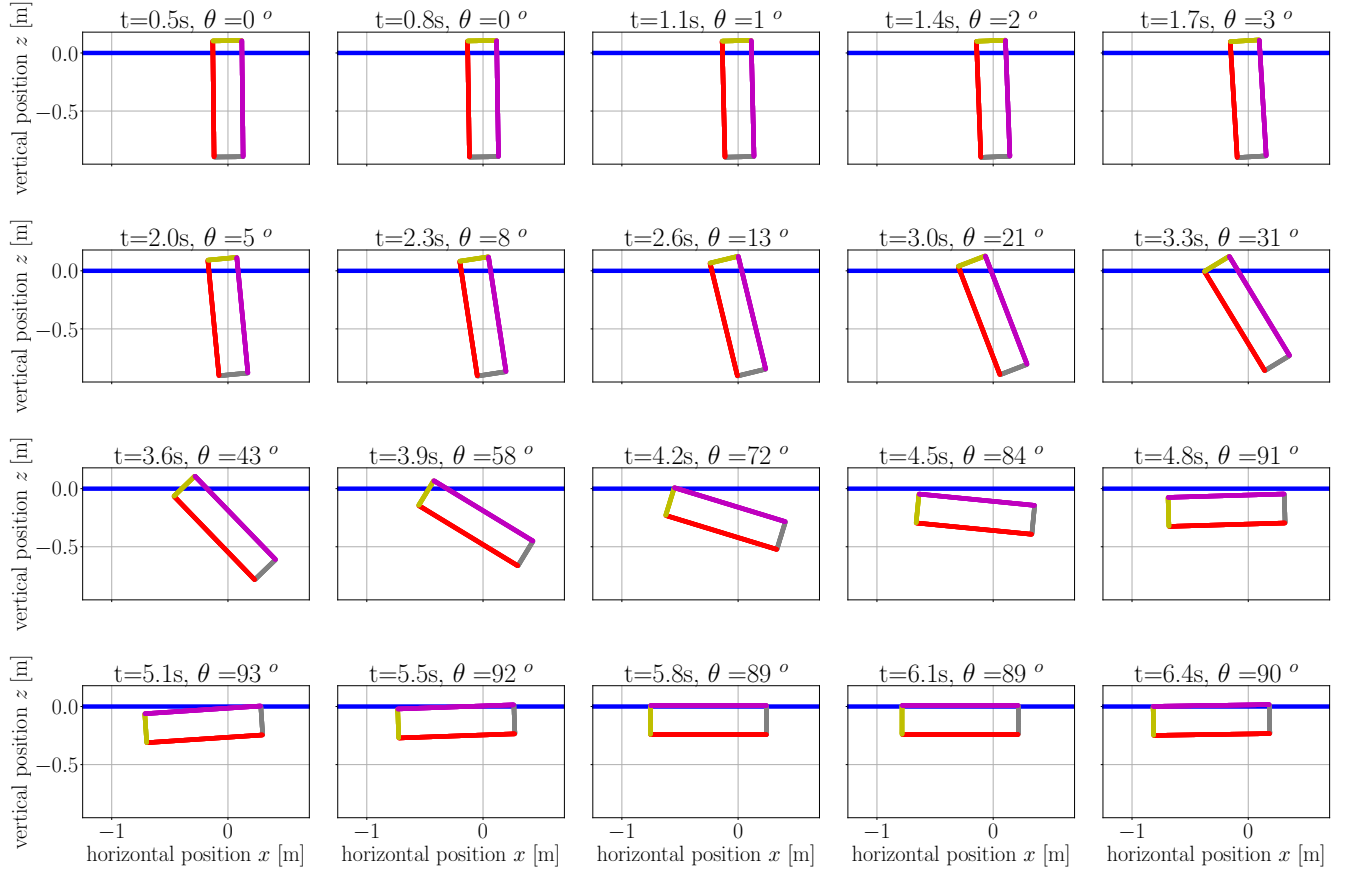 t=0.5s, θ =0 ° t=0.8s, θ =0 ° t=1.1s, θ =1 ° t=1.4s, θ =2 ° t=1.7s, θ =3 °
vertical position z [m]
0.0
−0.5
t=2.0s, θ =5 ° t=2.3s, θ =8 ° t=2.6s, θ =13 ° t=3.0s, θ =21 ° t=3.3s, θ =31 °
vertical position z [m]
0.0
−0.5
t=3.6s, θ =43 ° t=3.9s, θ =58 ° t=4.2s, θ =72 ° t=4.5s, θ =84 ° t=4.8s, θ =91 °
vertical position z [m]
0.0
−0.5
t=5.1s, θ =93 ° t=5.5s, θ =92 ° t=5.8s, θ =89 ° t=6.1s, θ =89 ° t=6.4s, θ =90 °
vertical position z [m]
0.0
−0.5
−1 0 −1 0 −1 0 −1 0 −1 0
horizontal position x [m] horizontal position x [m] horizontal position x [m] horizontal position x [m] horizontal position x [m]